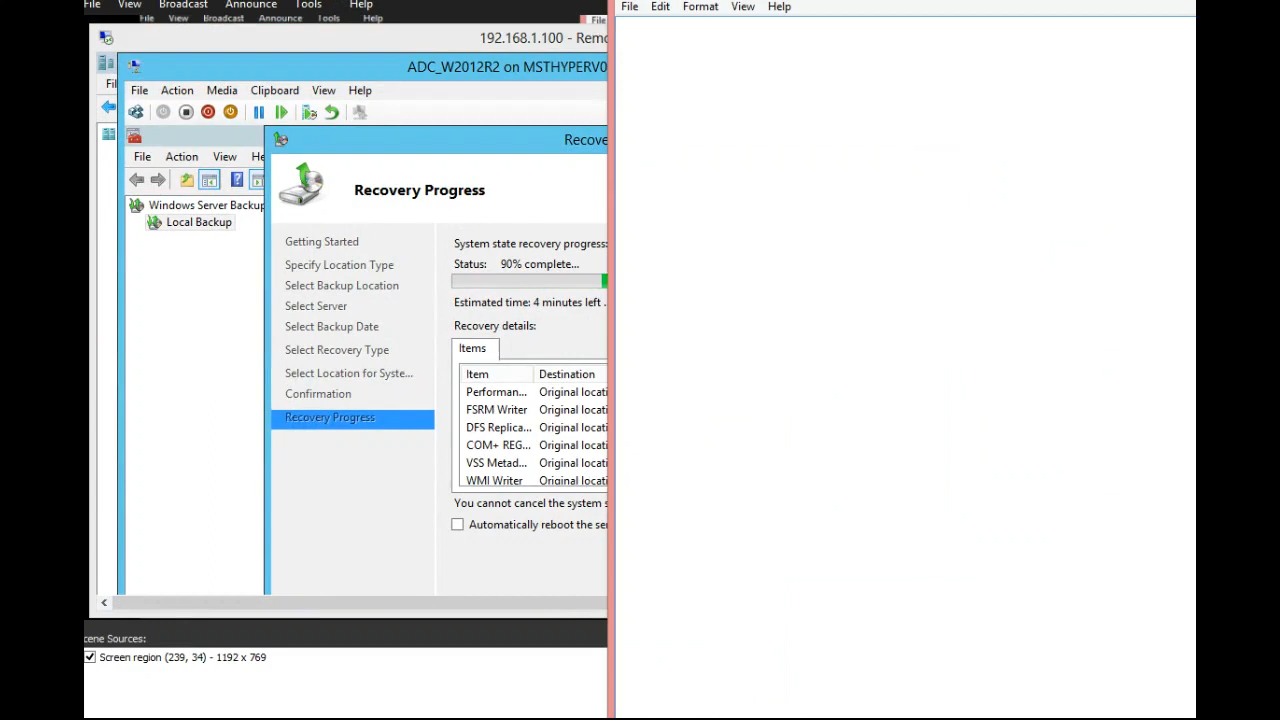 File View Broadcast Announce Tools Help
File View Broadcast Announce Tools Help
File
192.168.1.100 - Remo
Fil
ADC_W2012R2 on MSTHYPERV0
File Action Media Clipboard View Help
File Action View He
Windows Server Backup
Local Backup
Recove
Recovery Progress
Getting Started
Specify Location Type
Select Backup Location
Select Server
Select Backup Date
Select Recovery Type
Select Location for Syste...
Confirmation
Recovery Progress
System state recovery progress:
Status: 90% complete...
Estimated time: 4 minutes left .
Recovery details:
Items
Item Destination
Performan... Original locati
FSRM Writer Original locati
DFS Replica... Original locati
COM+ REG... Original locati
VSS Metad... Original locati
WMI Writer Original locati
You cannot cancel the system s
Automatically reboot the se
cene Sources:
Screen region (239, 34) - 1192 x 769
File Edit Format View Help